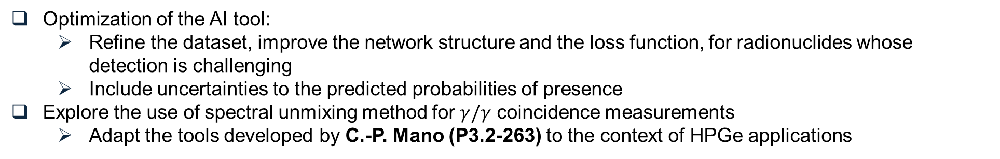 ❑ Optimization of the AI tool:
➢ Refine the dataset, improve the network structure and the loss function, for radionuclides whose
detection is challenging
➢ Include uncertainties to the predicted probabilities of presence
❑ Explore the use of spectral unmixing method for γ/γ coincidence measurements
➢ Adapt the tools developed by C.-P. Mano (P3.2-263) to the context of HPGe applications